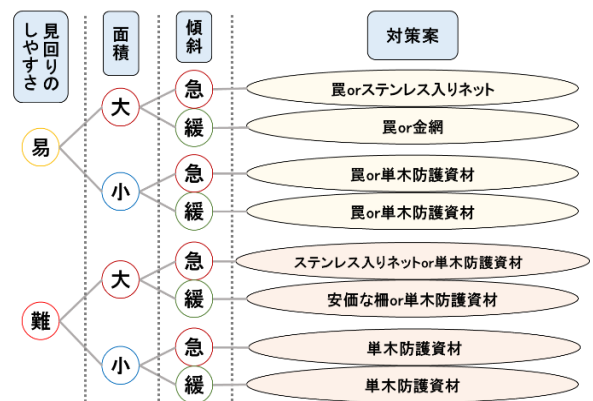 見回りの
しやすさ
面積
傾斜
対策案
易
大
急
罠orステンレス入りネット
緩
罠or金網
小
急
罠or単木防護資材
緩
罠or単木防護資材
難
大
急
ステンレス入りネットor単木防護資材
緩
安価な柵or単木防護資材
小
急
単木防護資材
緩
単木防護資材